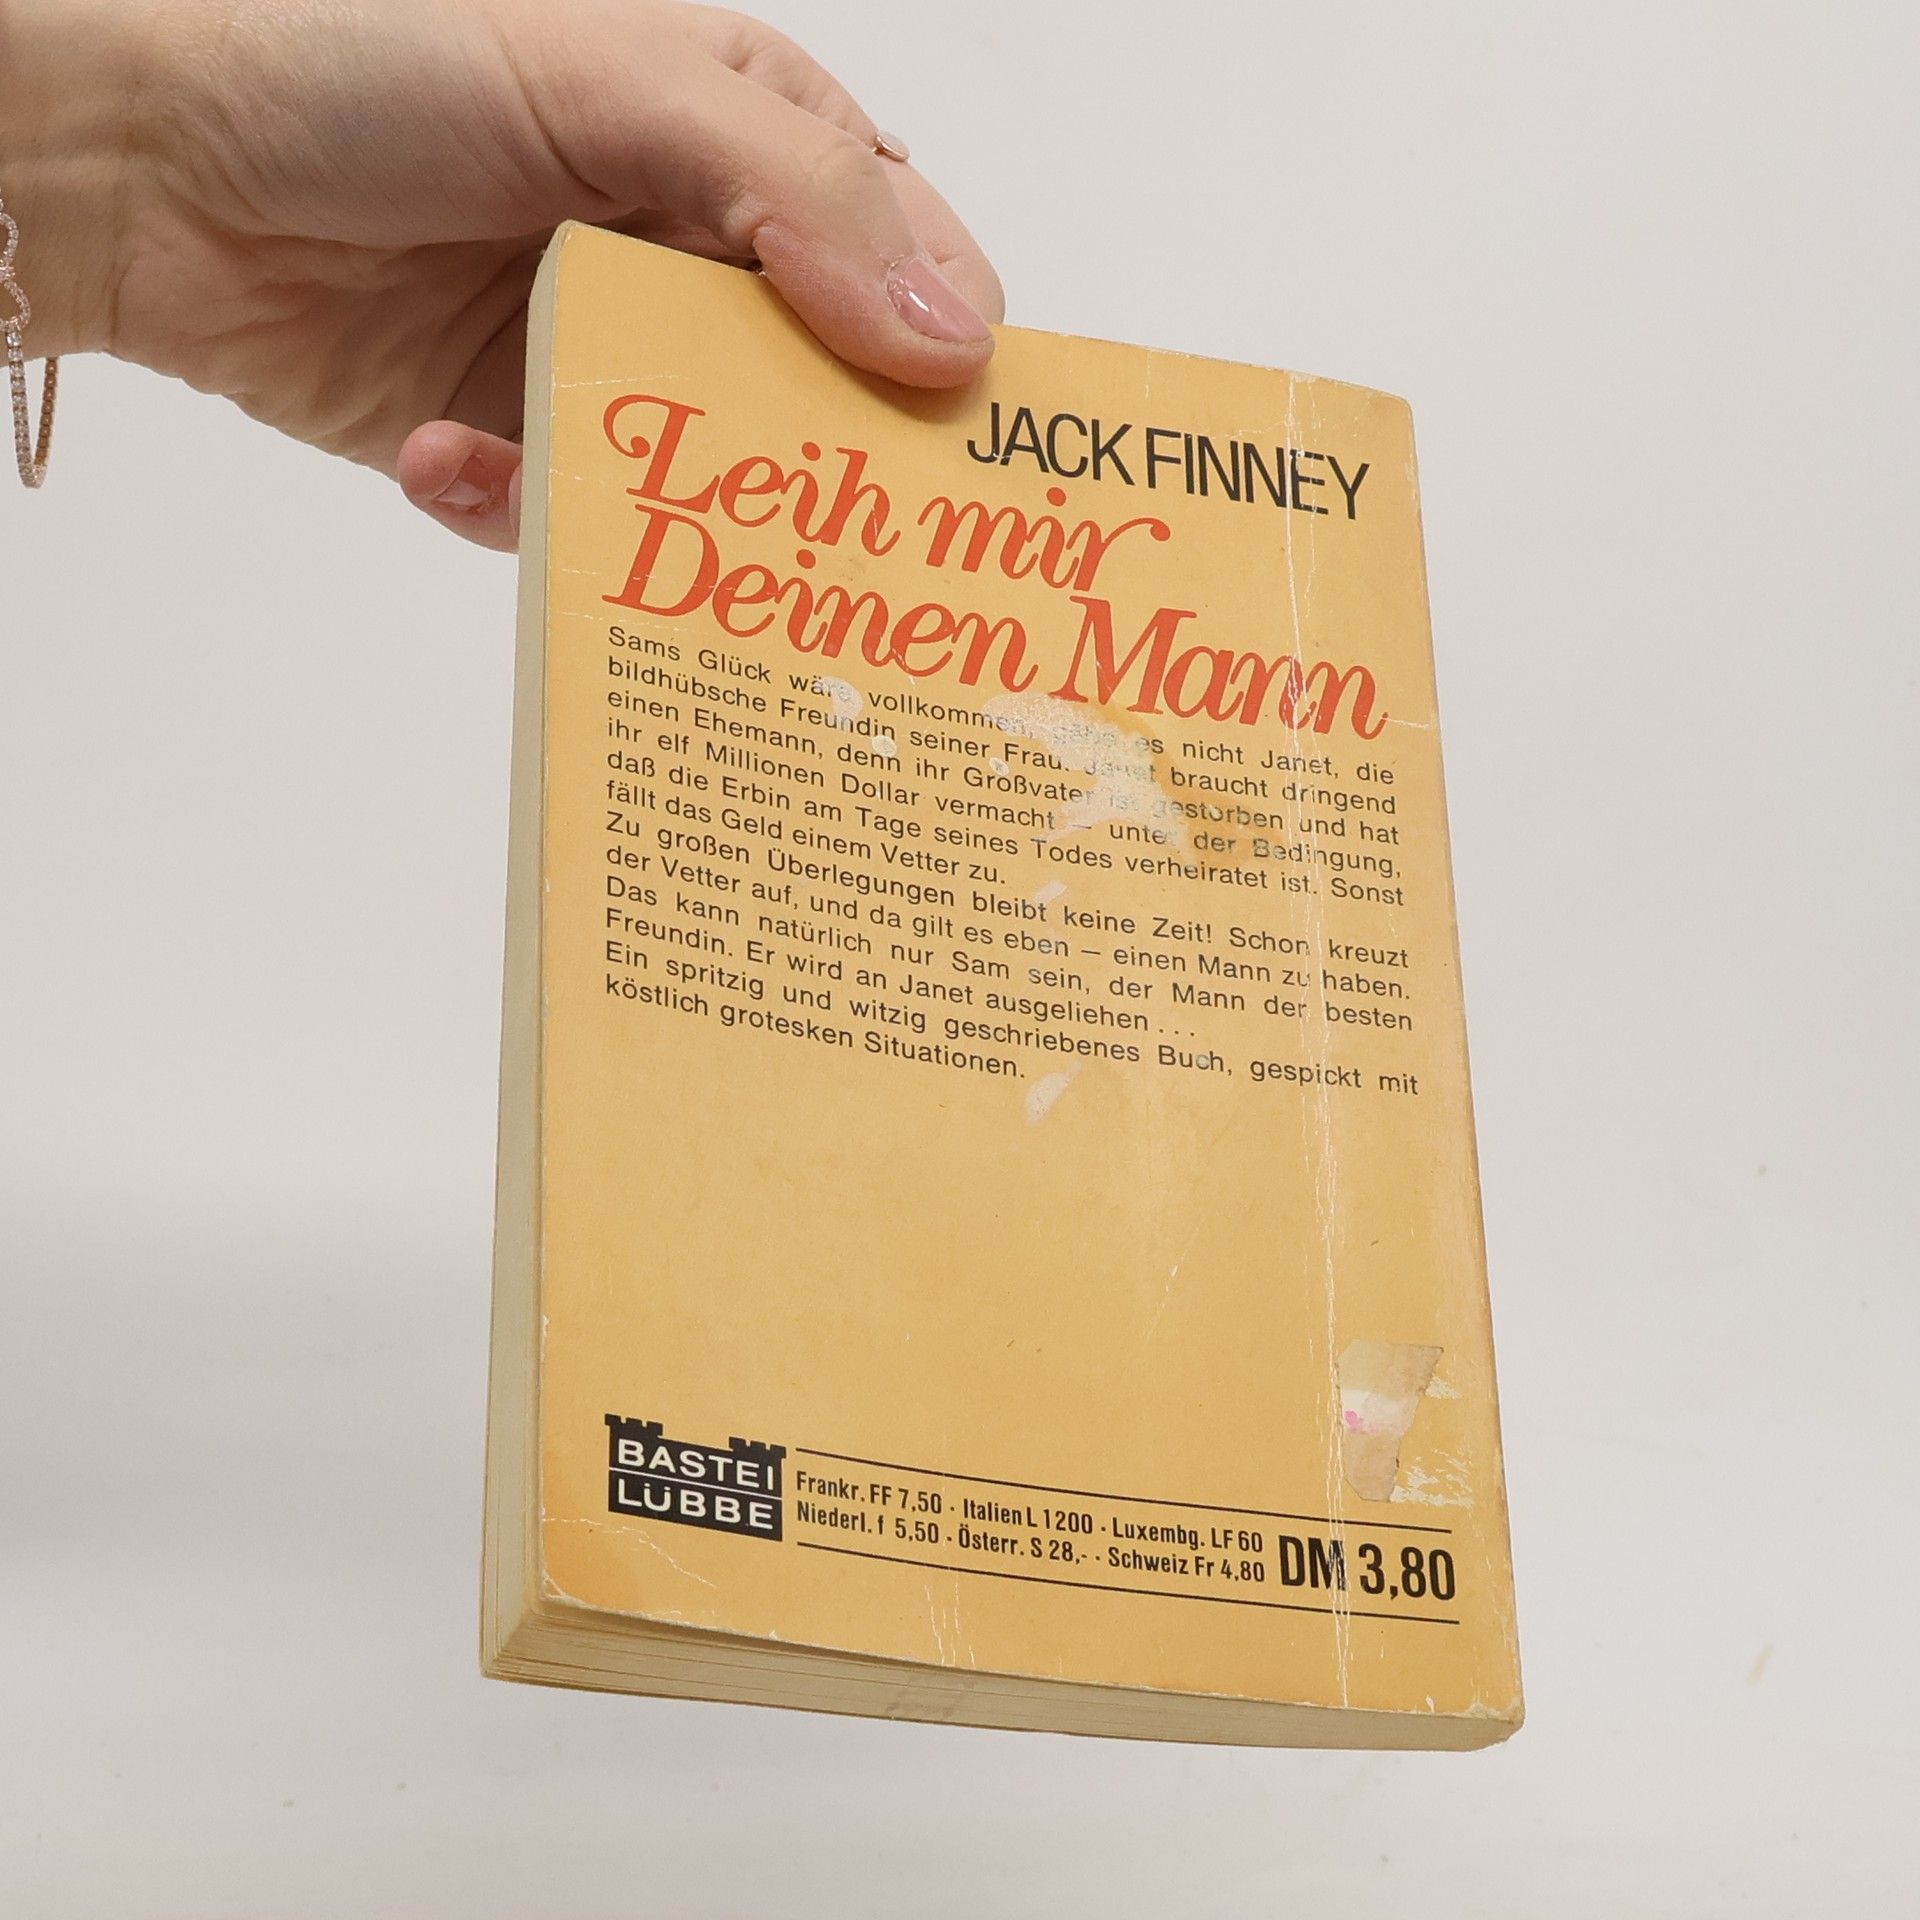 JACK FINNEY
Leih mir
Deinen Mann
Sams Glück wäre vollkommen, gäbe es nicht Janet, die
bildhübsche Freundin seiner Frau. Janet braucht dringend
einen Ehemann, denn ihr Großvater ist gestorben und hat
ihr elf Millionen Dollar vermacht – unter der Bedingung,
daß die Erbin am Tage seines Todes verheiratet ist. Sonst
fällt das Geld einem Vetter zu.
Zu großen Überlegungen bleibt keine Zeit! Schon kreuzt
der Vetter auf, und da gilt es eben – einen Mann zu haben.
Das kann natürlich nur Sam sein, der Mann der besten
Freundin. Er wird an Janet ausgeliehen . . .
Ein spritzig und witzig geschriebenes Buch, gespickt mit
köstlich grotesken Situationen.
BASTEI
LÜBBE
Frankr. FF 7,50 · Italien L 1200 · Luxembg. LF 60
Niederl. f 5,50 · Österr. S 28,- · Schweiz Fr 4,80
DM 3,80